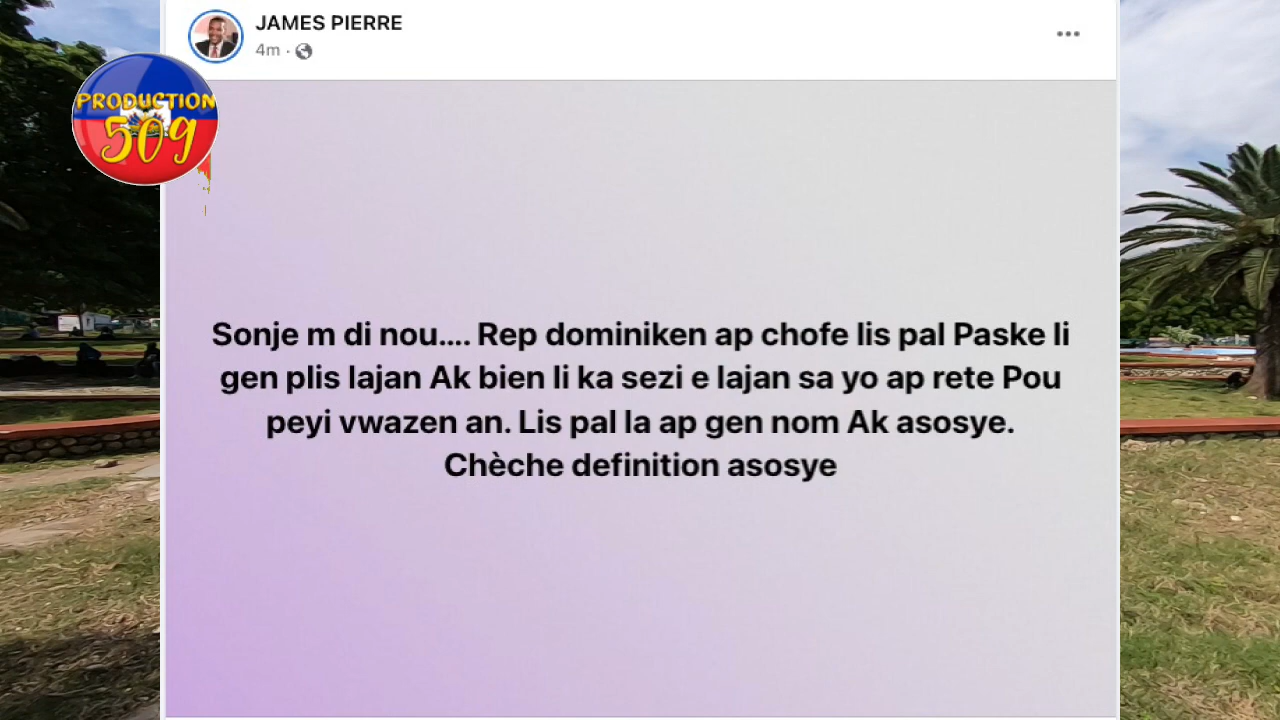 JAMES PIERRE
4m ·
PRODUCTION
509
Sonje m di nou.... Rep dominiken ap chofe lis pal Paske li
gen plis lajan Ak bien li ka sezi e lajan sa yo ap rete Pou
peyi vwazen an. Lis pal la ap gen nom Ak asosye.
Chèche definition asosye